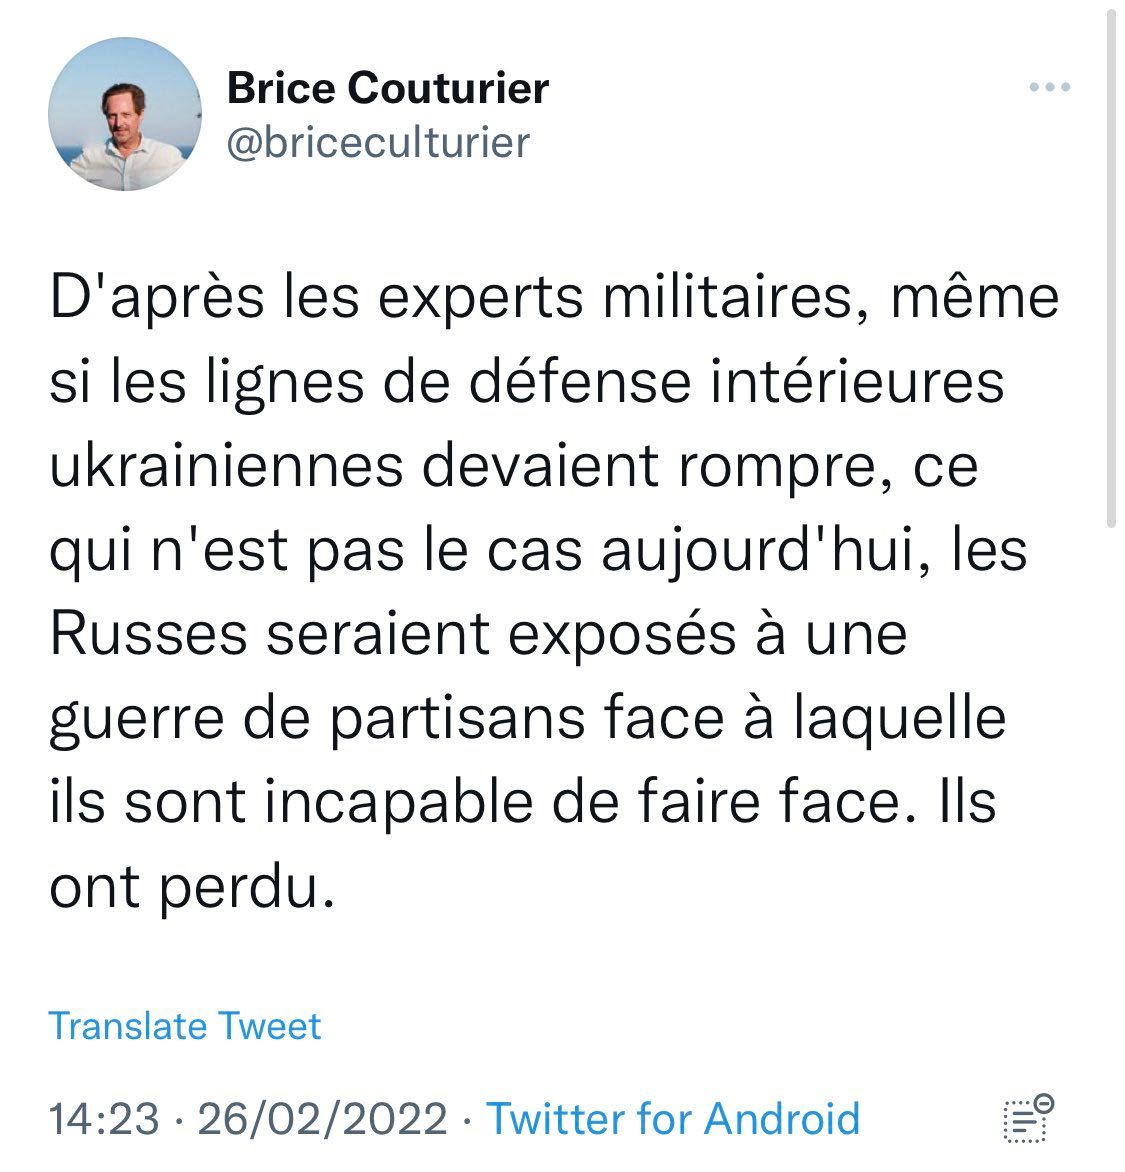 Brice Couturier
@briceculturier
D'après les experts militaires, même
si les lignes de défense intérieures
ukrainiennes devaient rompre, ce
qui n'est pas le cas aujourd'hui, les
Russes seraient exposés à une
guerre de partisans face à laquelle
ils sont incapable de faire face. Ils
ont perdu.
Translate Tweet
14:23 · 26/02/2022 · Twitter for Android